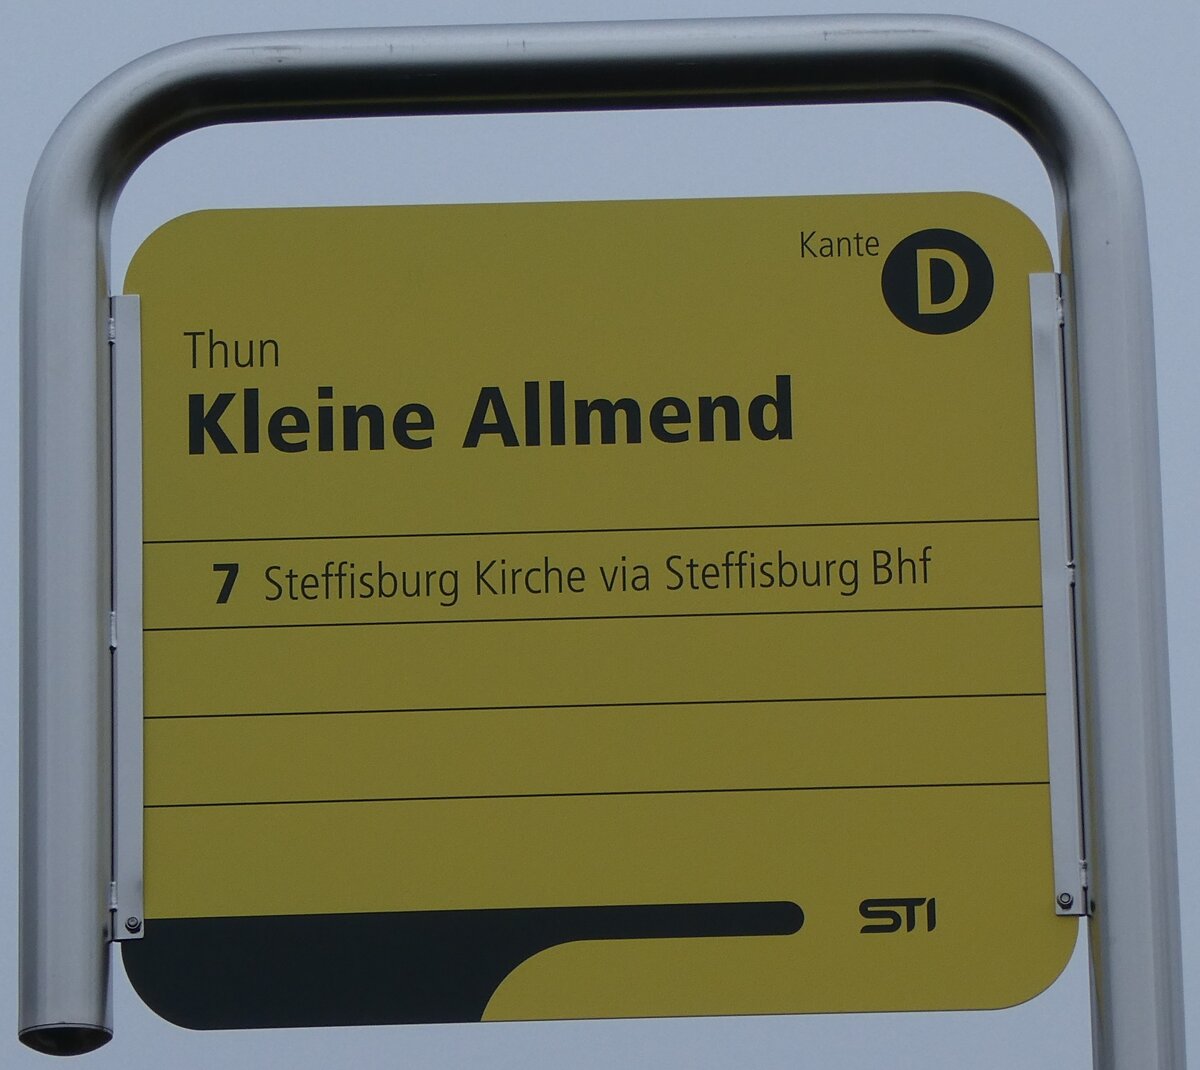 Kante D
Thun
Kleine Allmend
7 Steffisburg Kirche via Steffisburg Bhf
STI